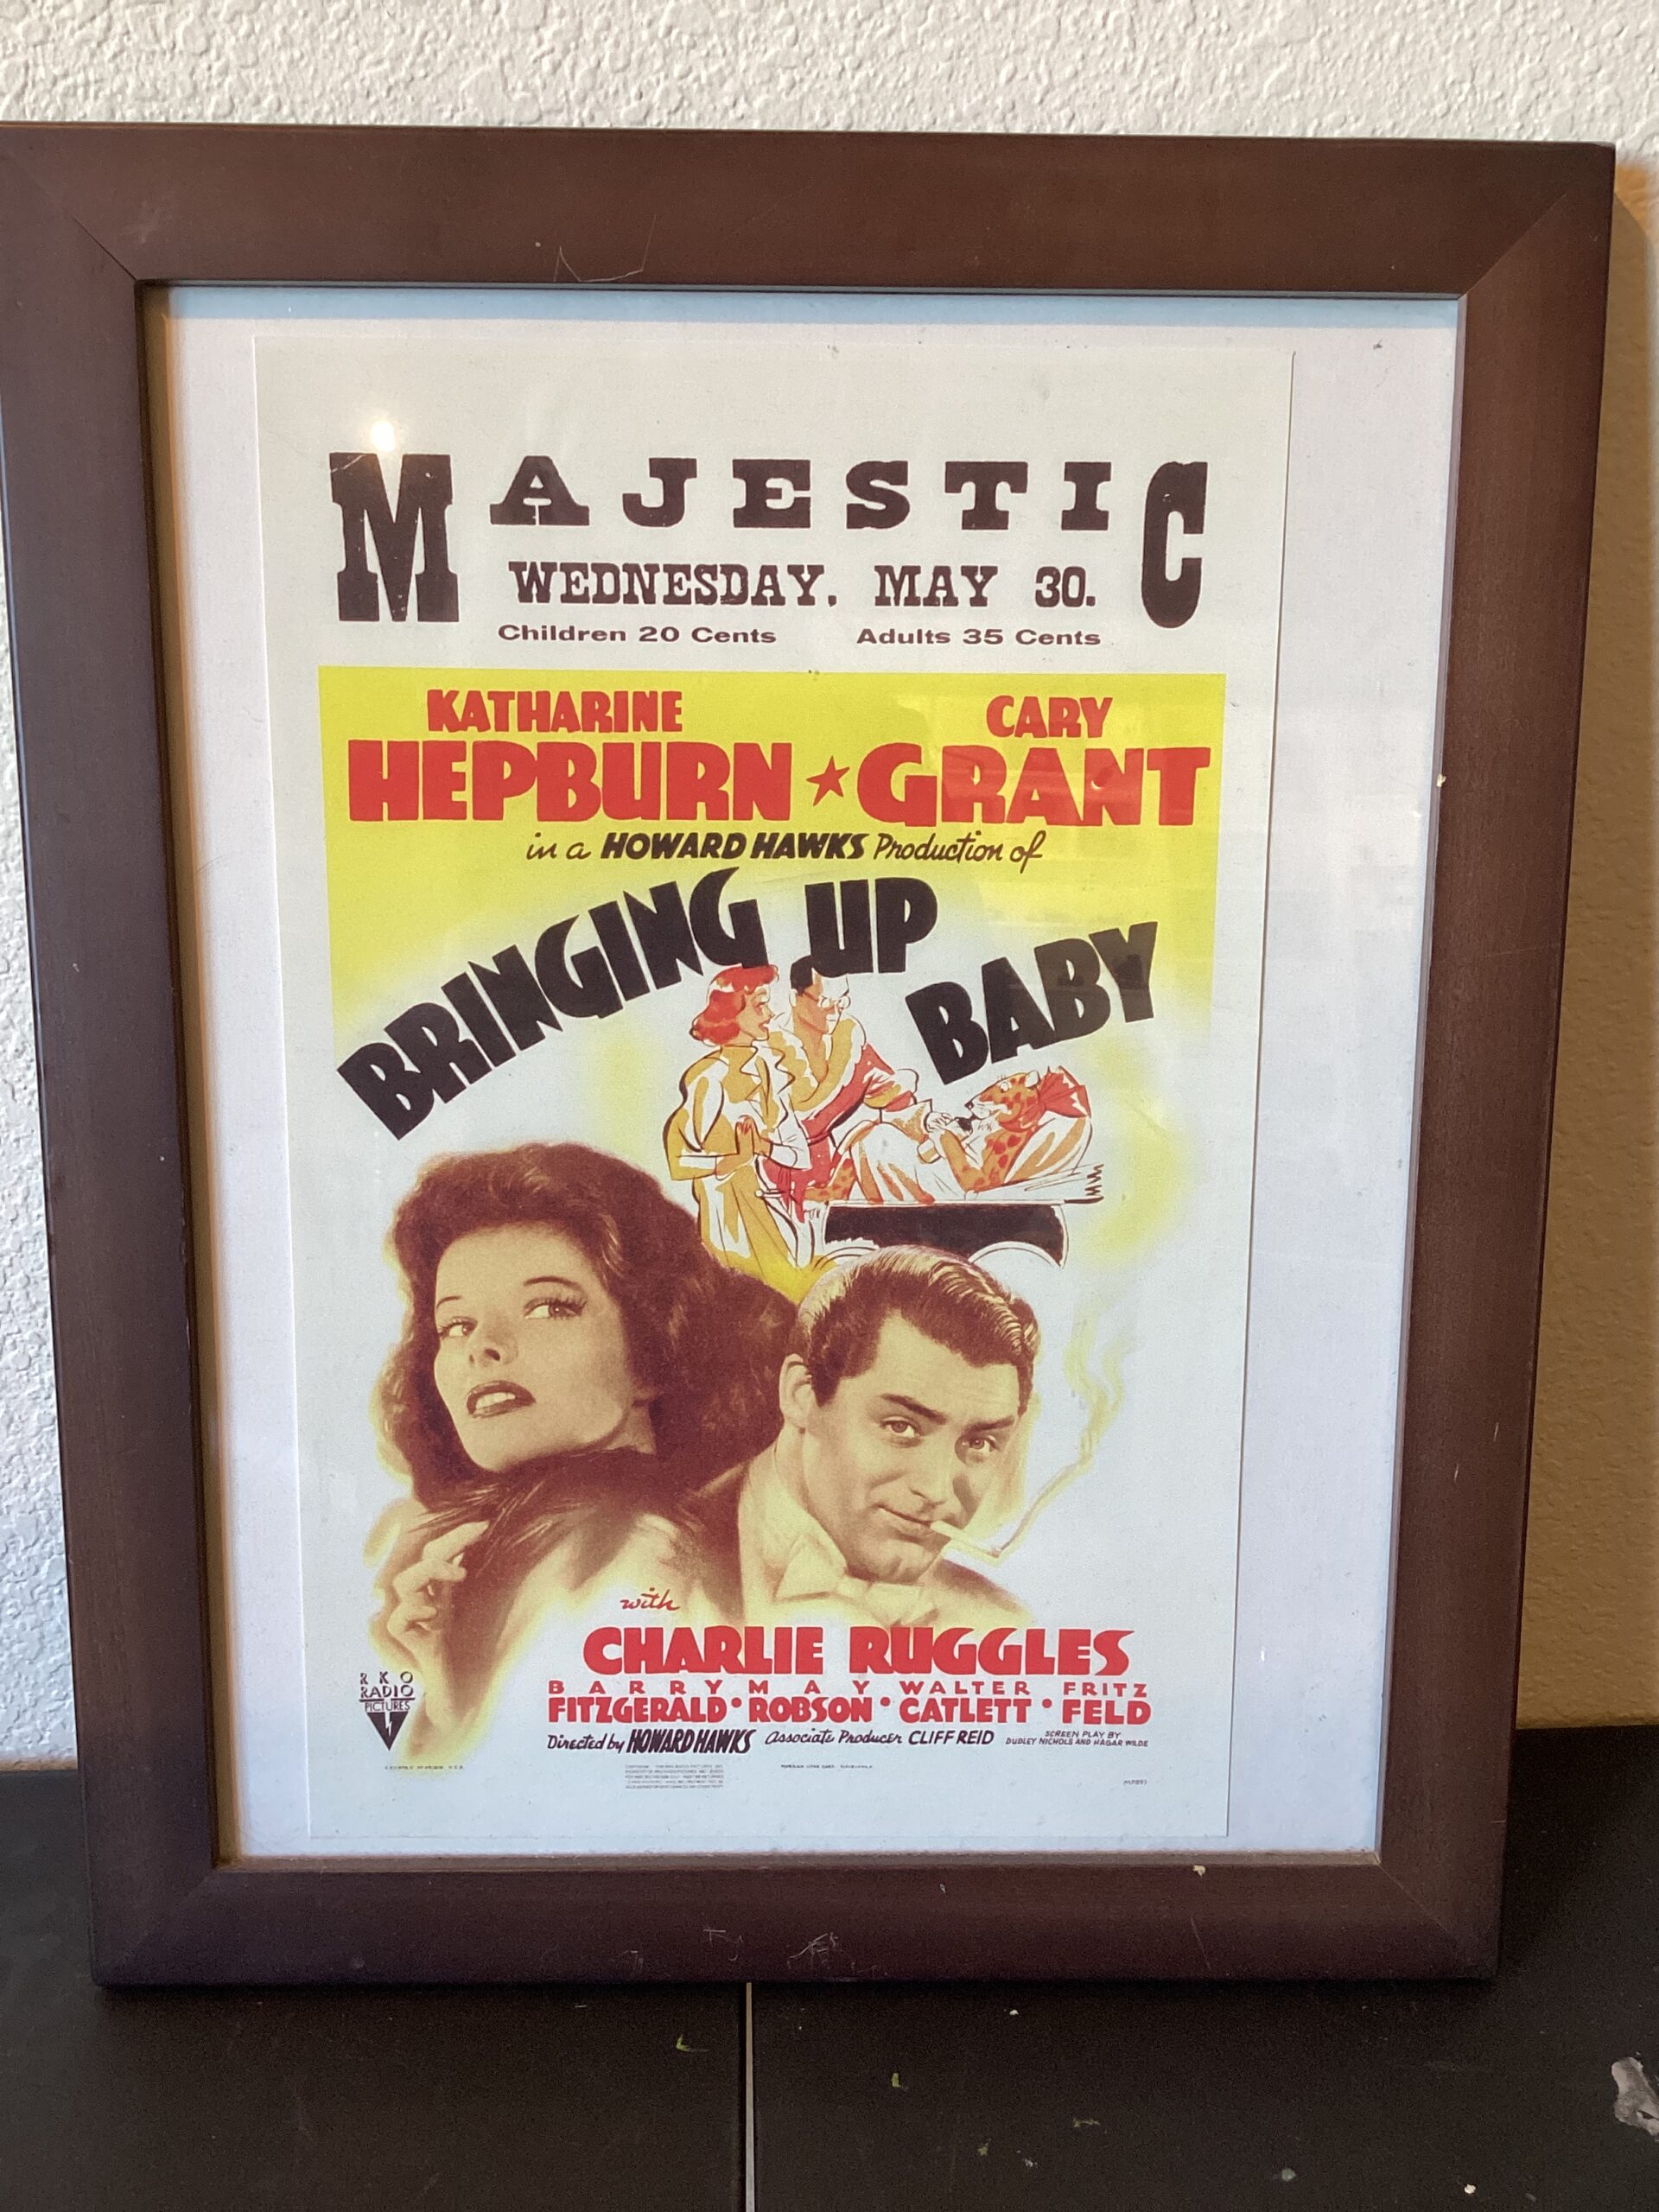 MAJESTIC
WEDNESDAY. MAY 30.
Children 20 Cents Adults 35 Cents
KATHARINE CARY
HEPBURN ★ GRANT
in a HOWARD HAWKS Production of
BRINGING UP BABY
with
CHARLIE RUGGLES
BARRY MAY WALTER FRITZ
FITZGERALD • ROBSON • CATLETT • FELD
Directed by HOWARD HAWKS Associate Producer CLIFF REID
SCREEN PLAY BY
DUDLEY NICHOLS AND HAGAR WILDE
RKO
RADIO
PICTURES